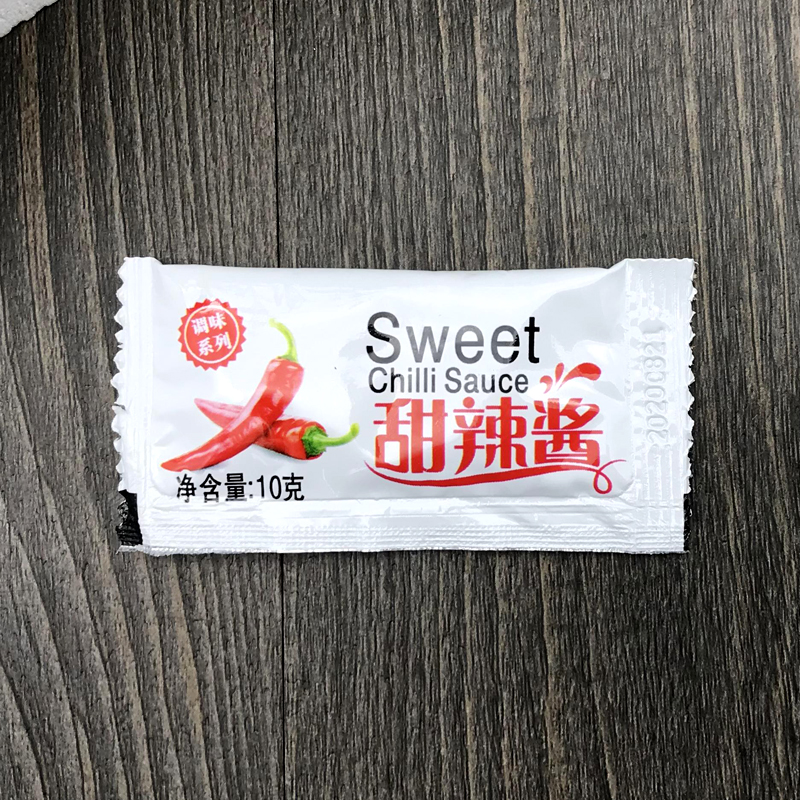 调味
系列
Sweet
Chilli Sauce
甜辣酱
净含量:10克